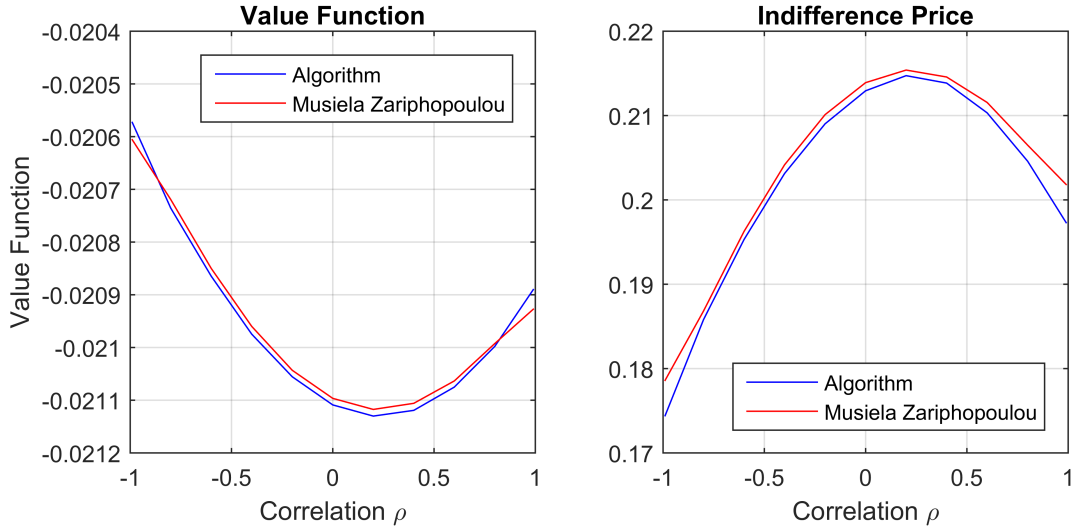 Value Function
-0.0204
-0.0205
-0.0206
-0.0207
-0.0208
-0.0209
-0.021
-0.0211
-0.0212
Value Function
Algorithm
Musiela Zariphopoulou
-1 -0.5 0 0.5 1
Correlation ρ
Indifference Price
0.22
0.21
0.2
0.19
0.18
0.17
Algorithm
Musiela Zariphopoulou
-1 -0.5 0 0.5 1
Correlation ρ